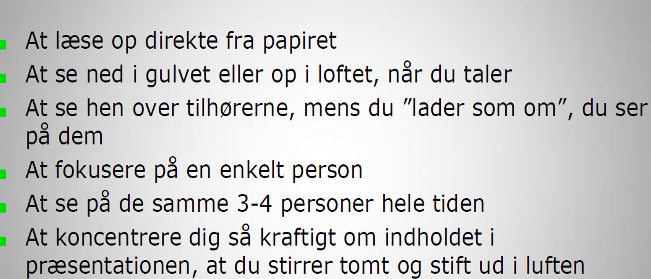 At læse op direkte fra papiret
At se ned i gulvet eller op i loftet, når du taler
At se hen over tilhørerne, mens du ”lader som om”, du ser
på dem
At fokusere på en enkelt person
At se på de samme 3-4 personer hele tiden
At koncentrere dig så kraftigt om indholdet i
præsentationen, at du stirrer tomt og stift ud i luften